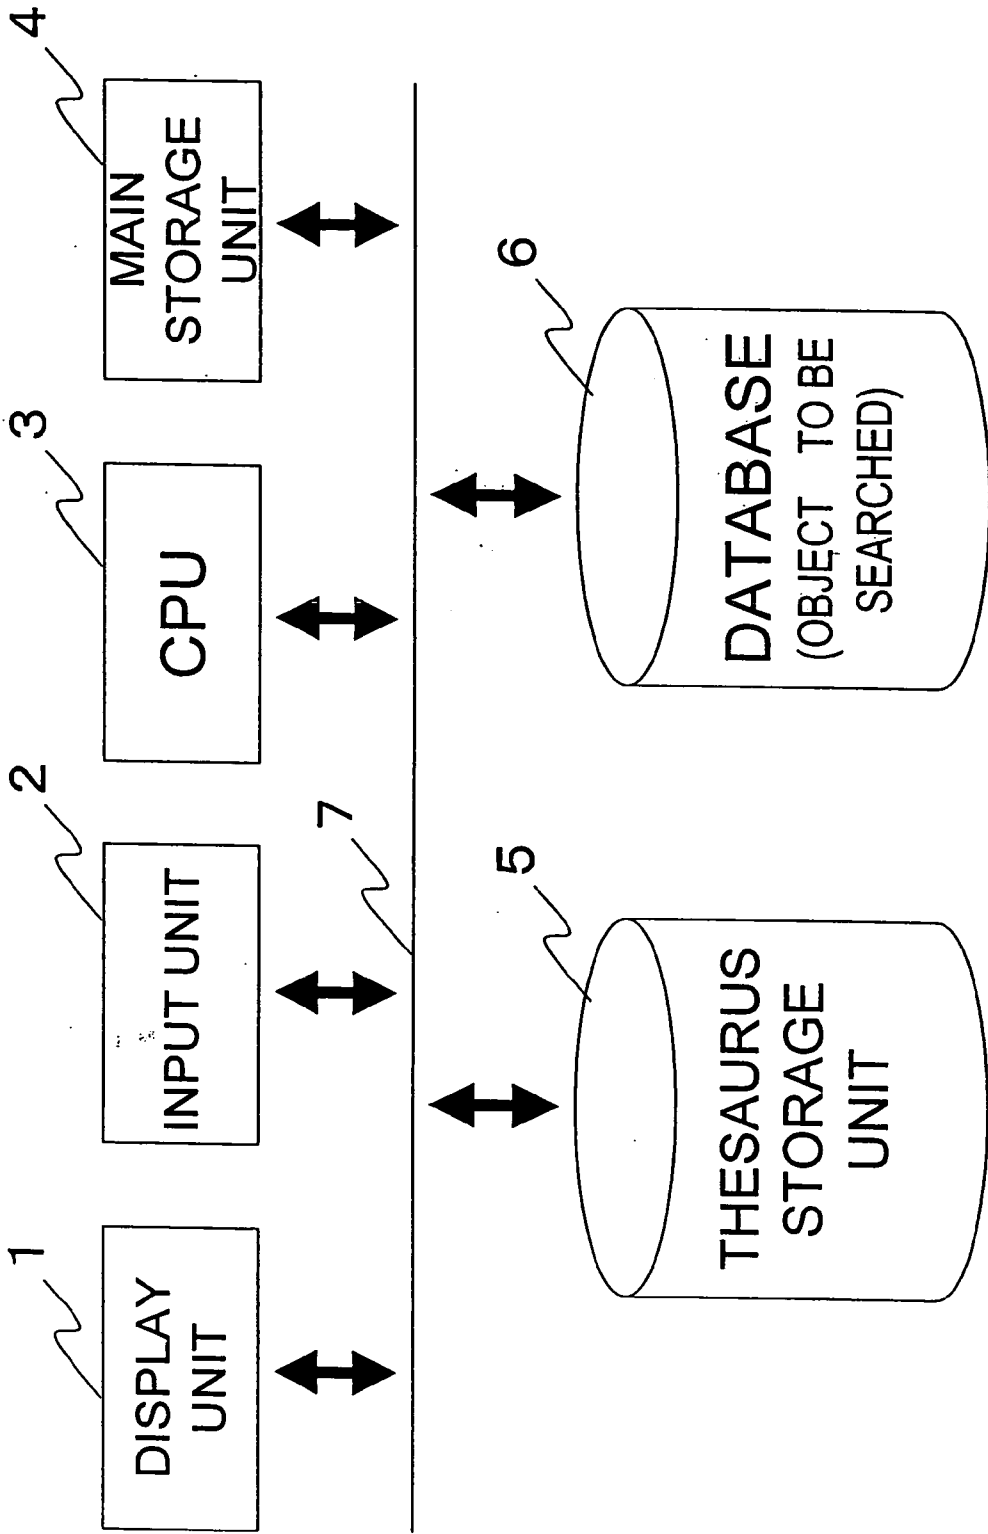 1
DISPLAY
UNIT
2
INPUT UNIT
3
CPU
4
MAIN
STORAGE
UNIT
7
5
THESAURUS
STORAGE
UNIT
6
DATABASE
(OBJECT TO BE
SEARCHED)